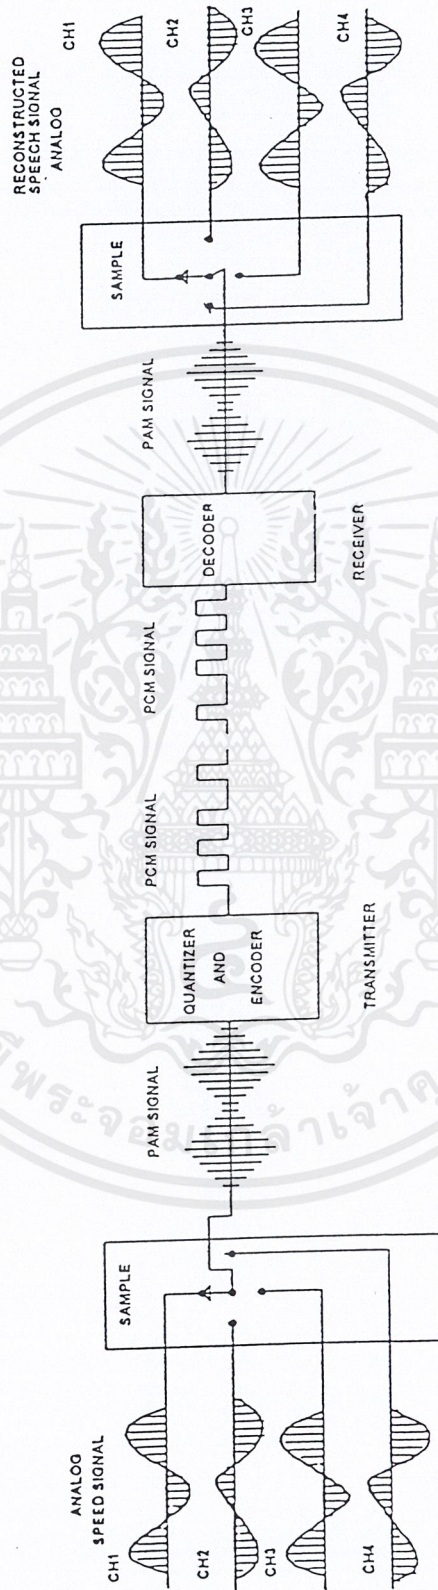 ANALOG
SPEED SIGNAL
CH1
CH2
CH3
CH4
SAMPLE
PAM SIGNAL
QUANTIZER
AND
ENCODER
TRANSMITTER
PCM SIGNAL
PCM SIGNAL
DECODER
RECEIVER
PAM SIGNAL
SAMPLE
RECONSTRUCTED
SPEECH SIGNAL
ANALOG
CH1
CH2
CH3
CH4